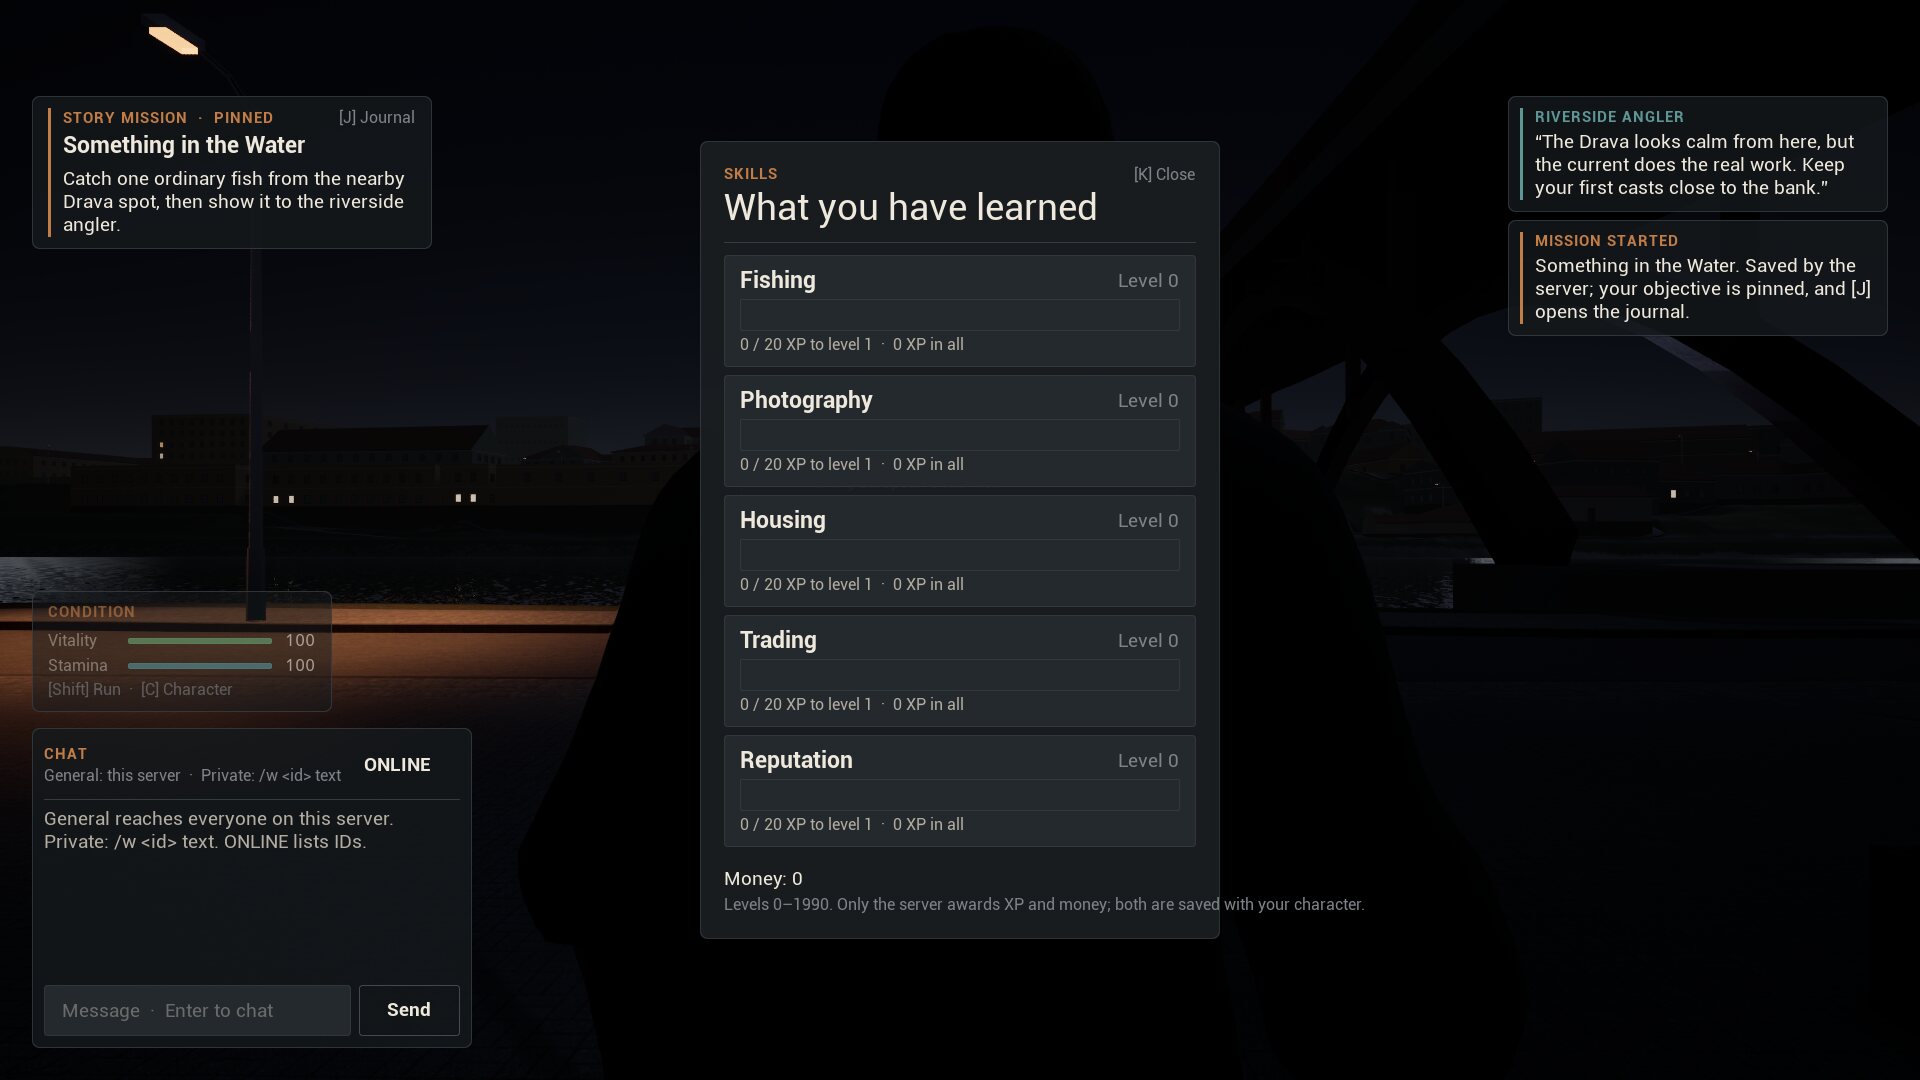 STORY MISSION · PINNED
[J] Journal
Something in the Water
Catch one ordinary fish from the nearby
Drava spot, then show it to the riverside
angler.
CONDITION
Vitality 100
Stamina 100
[Shift] Run · [C] Character
CHAT
General: this server · Private: /w <id> text
ONLINE
General reaches everyone on this server.
Private: /w <id> text. ONLINE lists IDs.
Message · Enter to chat
Send
SKILLS
[K] Close
What you have learned
Fishing Level 0
0 / 20 XP to level 1 · 0 XP in all
Photography Level 0
0 / 20 XP to level 1 · 0 XP in all
Housing Level 0
0 / 20 XP to level 1 · 0 XP in all
Trading Level 0
0 / 20 XP to level 1 · 0 XP in all
Reputation Level 0
0 / 20 XP to level 1 · 0 XP in all
Money: 0
Levels 0–1990. Only the server awards XP and money; both are saved with your character.
RIVERSIDE ANGLER
“The Drava looks calm from here, but
the current does the real work. Keep
your first casts close to the bank.”
MISSION STARTED
Something in the Water. Saved by the
server; your objective is pinned, and [J]
opens the journal.